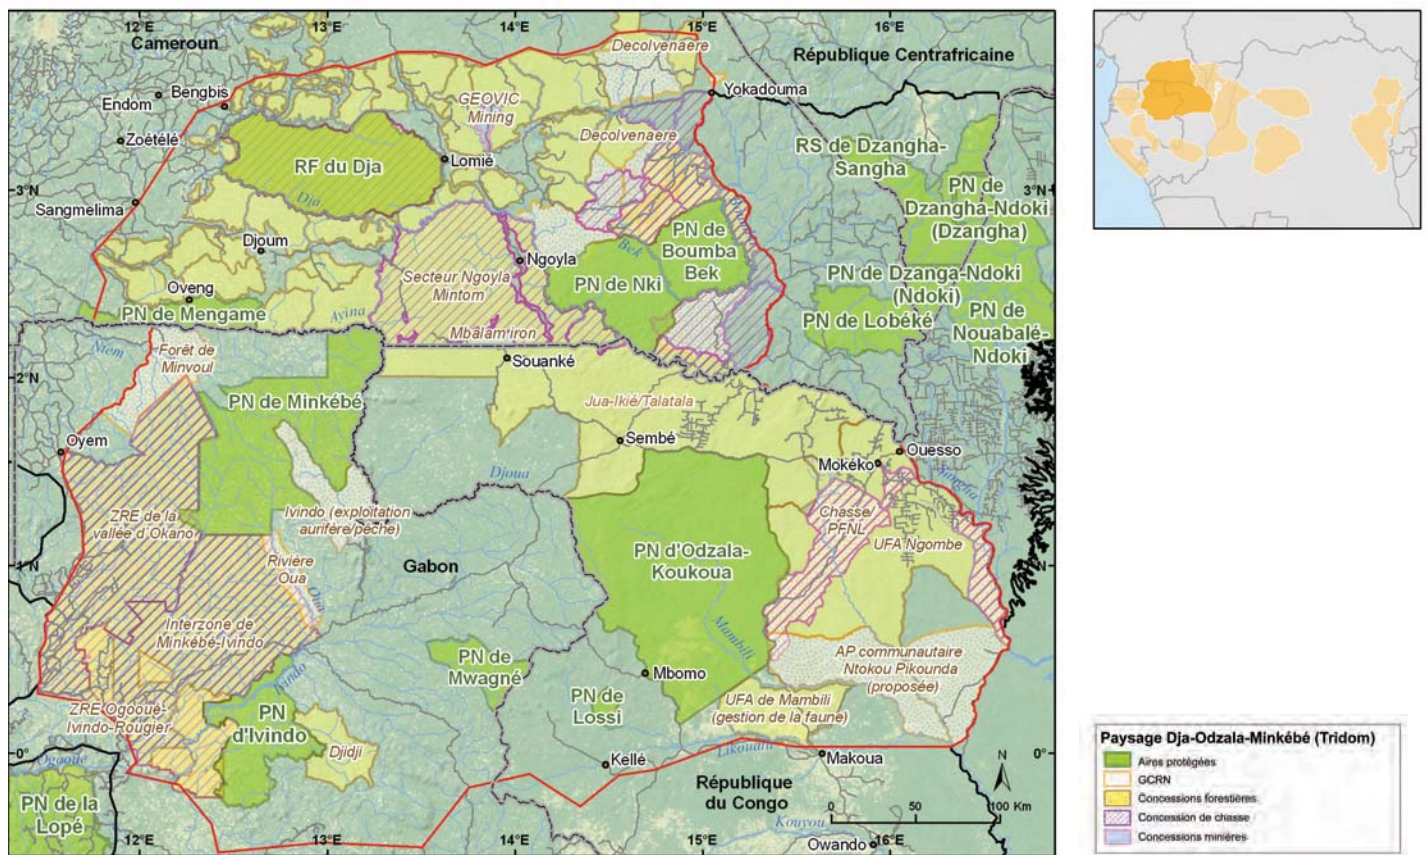 12°E
13°E
14°E
15°E
16°E
Cameroun
Decolvenaere
République Centrafricaine
Endom
Bengbis
Yokadouma
GEOVIC
Mining
Zoétélé
Decolvenaere
RS de Dzangha-
Sangha
Lomié
RF du Dja
3°N
3°N
PN de
Dzangha-Ndoki
(Dzangha)
Dja
Sangmelima
PN de
Boumba
Bek
Djoum
Bek
Ngoyla
Secteur Ngoyla
Mintom
PN de Nki
PN de Dzanga-Ndoki
(Ndoki)
Oveng
PN de Mengame
Ayina
PN de Lobéké
PN de
Nouabalé-
Ndoki
Mbalam iron
Niem
Forêt de
Minvoul
Souanké
2°N
PN de Minkébé
Jua-Ikié/Talatala
Oyem
Sembé
Ouesso
Mokéko
Djoua
Sangha
ZRE de la
vallée d'Okano
Ivindo (exploitation
aurifère/pêche)
Chasse/
PFNL
UFA Ngombe
Rivière
Oua
Oua
Gabon
PN d'Odzala-
Koukoua
Interzone de
Minkébé-Ivindo
Mambili
PN de
Mwagné
AP communautaire
Ntokou Pikounda
(proposée)
Mbomo
Ivindo
PN de
Lossi
UFA de Mambili
(gestion de la faune)
ZRE Ogooué-
Ivindo-Rougier
PN
d'Ivindo
Djidji
0°
0°
Likouala
Ogooué
Kellé
Makoua
N
République
du Congo
PN de la
Lopé
0 50 100 Km
Kouyou
Owando
12°E
13°E
14°E
15°E
16°E
Paysage Dja-Odzala-Minkébé (Tridom)
Aires protégées
GCRN
Concessions forestières
Concession de chasse
Concessions minières